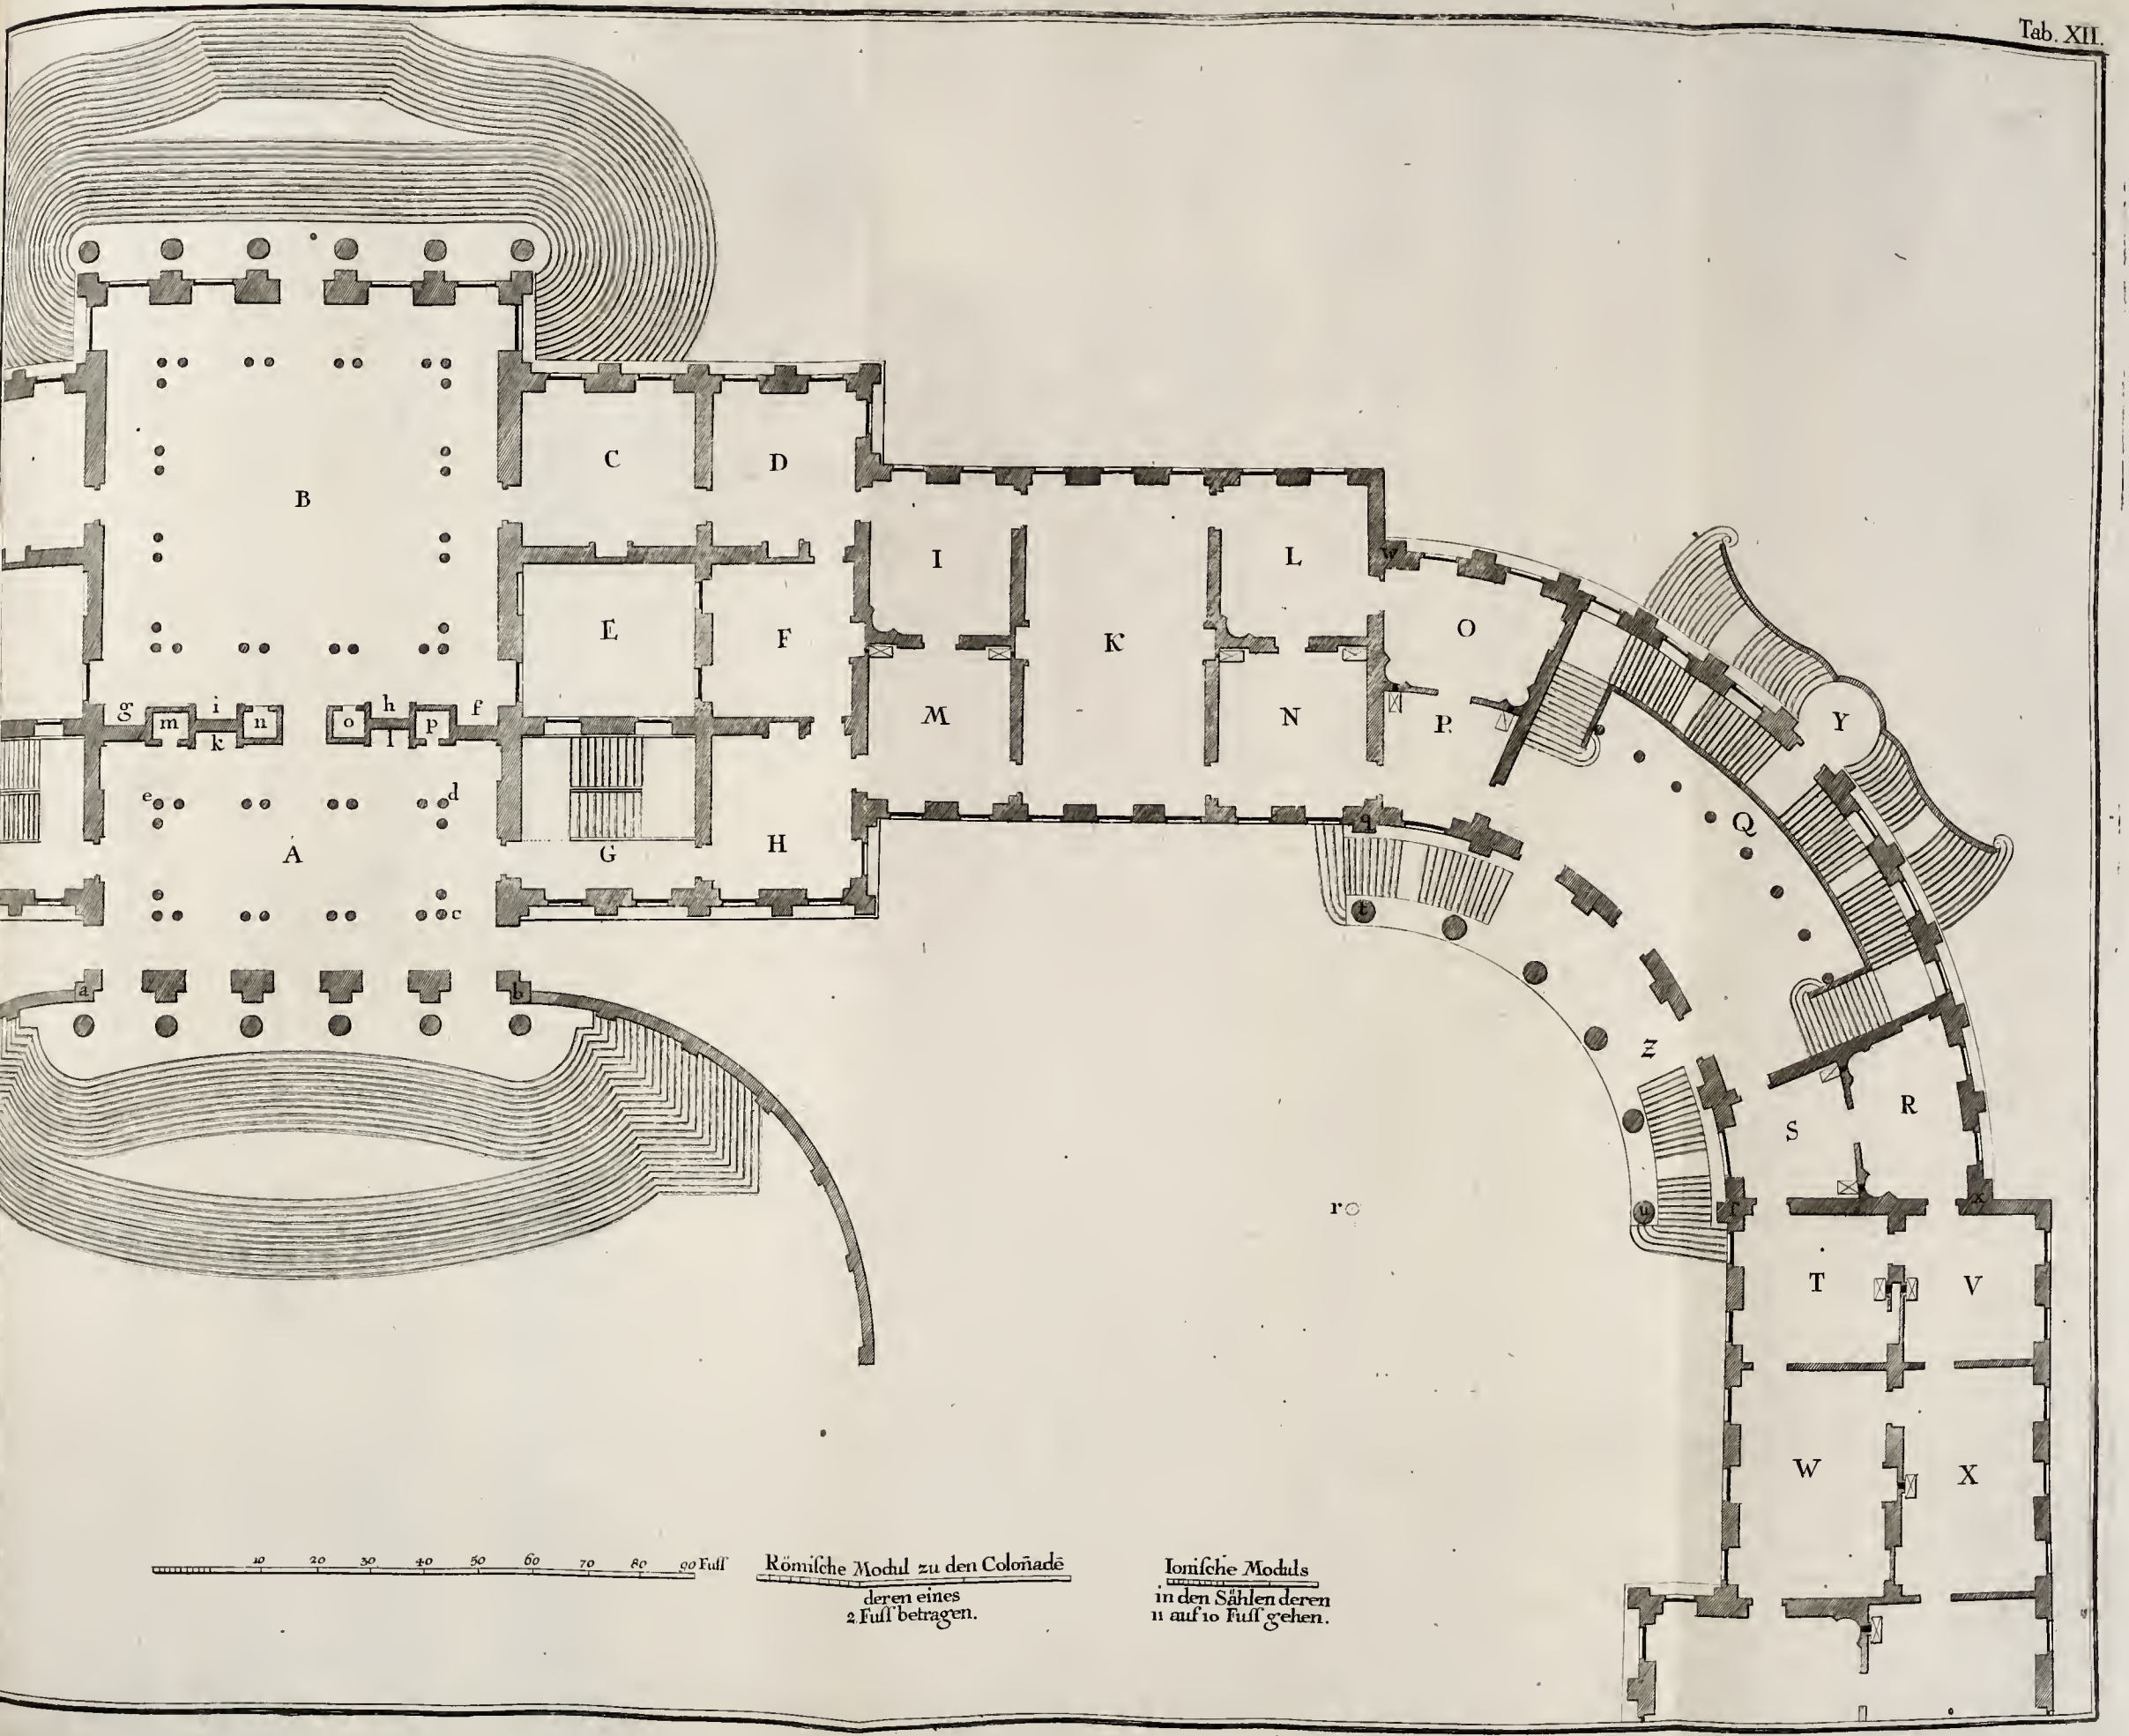 Tab. XII.
C
D
B
I
L
w
O
E
F
K
g
m
i
n
o
h
p
f
k
l
M
N
P.
Y
e
d
q
Q
A
G
H
t
c
a
b
Z
S
R
r
u
f
x
T
V
W
X
10 20 30 40 50 60 70 80 90 Fuſſ
Römiſche Modul zu den Coloñadē
deren eines
2 Fuſſ betragen.
Ioniſche Moduls
in den Sählen deren
11 auf 10 Fuſſ gehen.